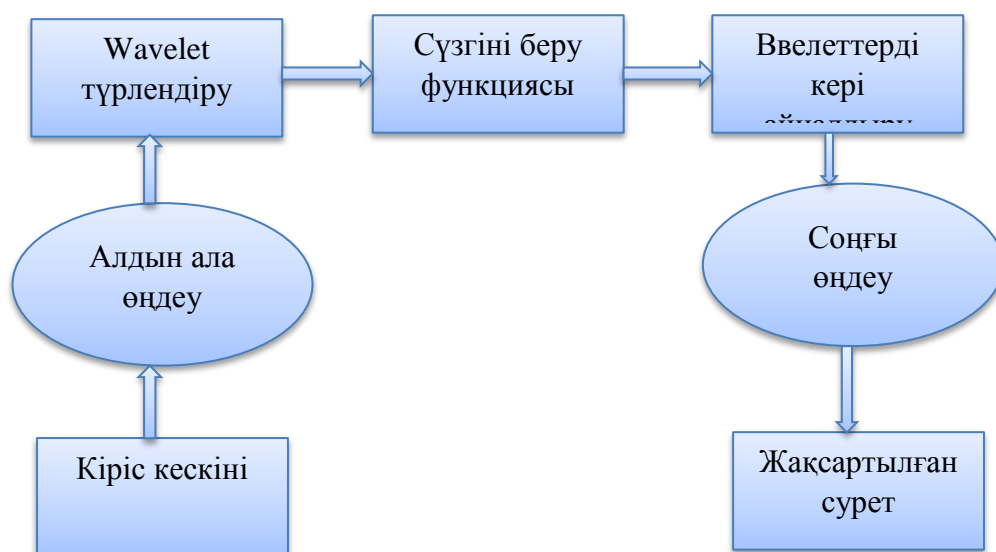 Wavelet
түрлендіру
Сүзгіні беру
функциясы
Ввелеттерді
кері
Алдын ала
өңдеу
Соңғы
өңдеу
Кіріс кескіні
Жақсартылған
сурет